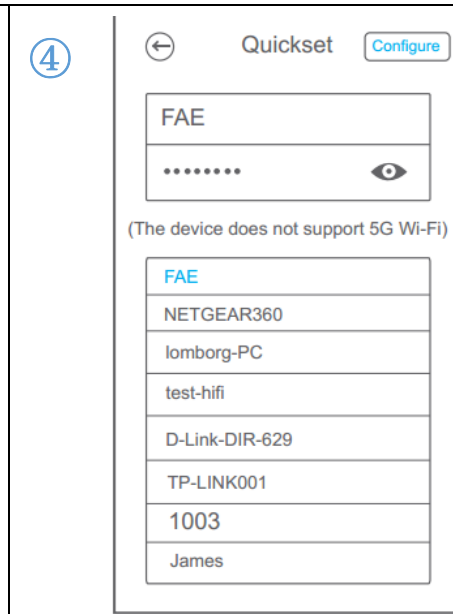 ④
Quickset Configure
FAE
••••••••
(The device does not support 5G Wi-Fi)
FAE
NETGEAR360
lomborg-PC
test-hifi
D-Link-DIR-629
TP-LINK001
1003
James